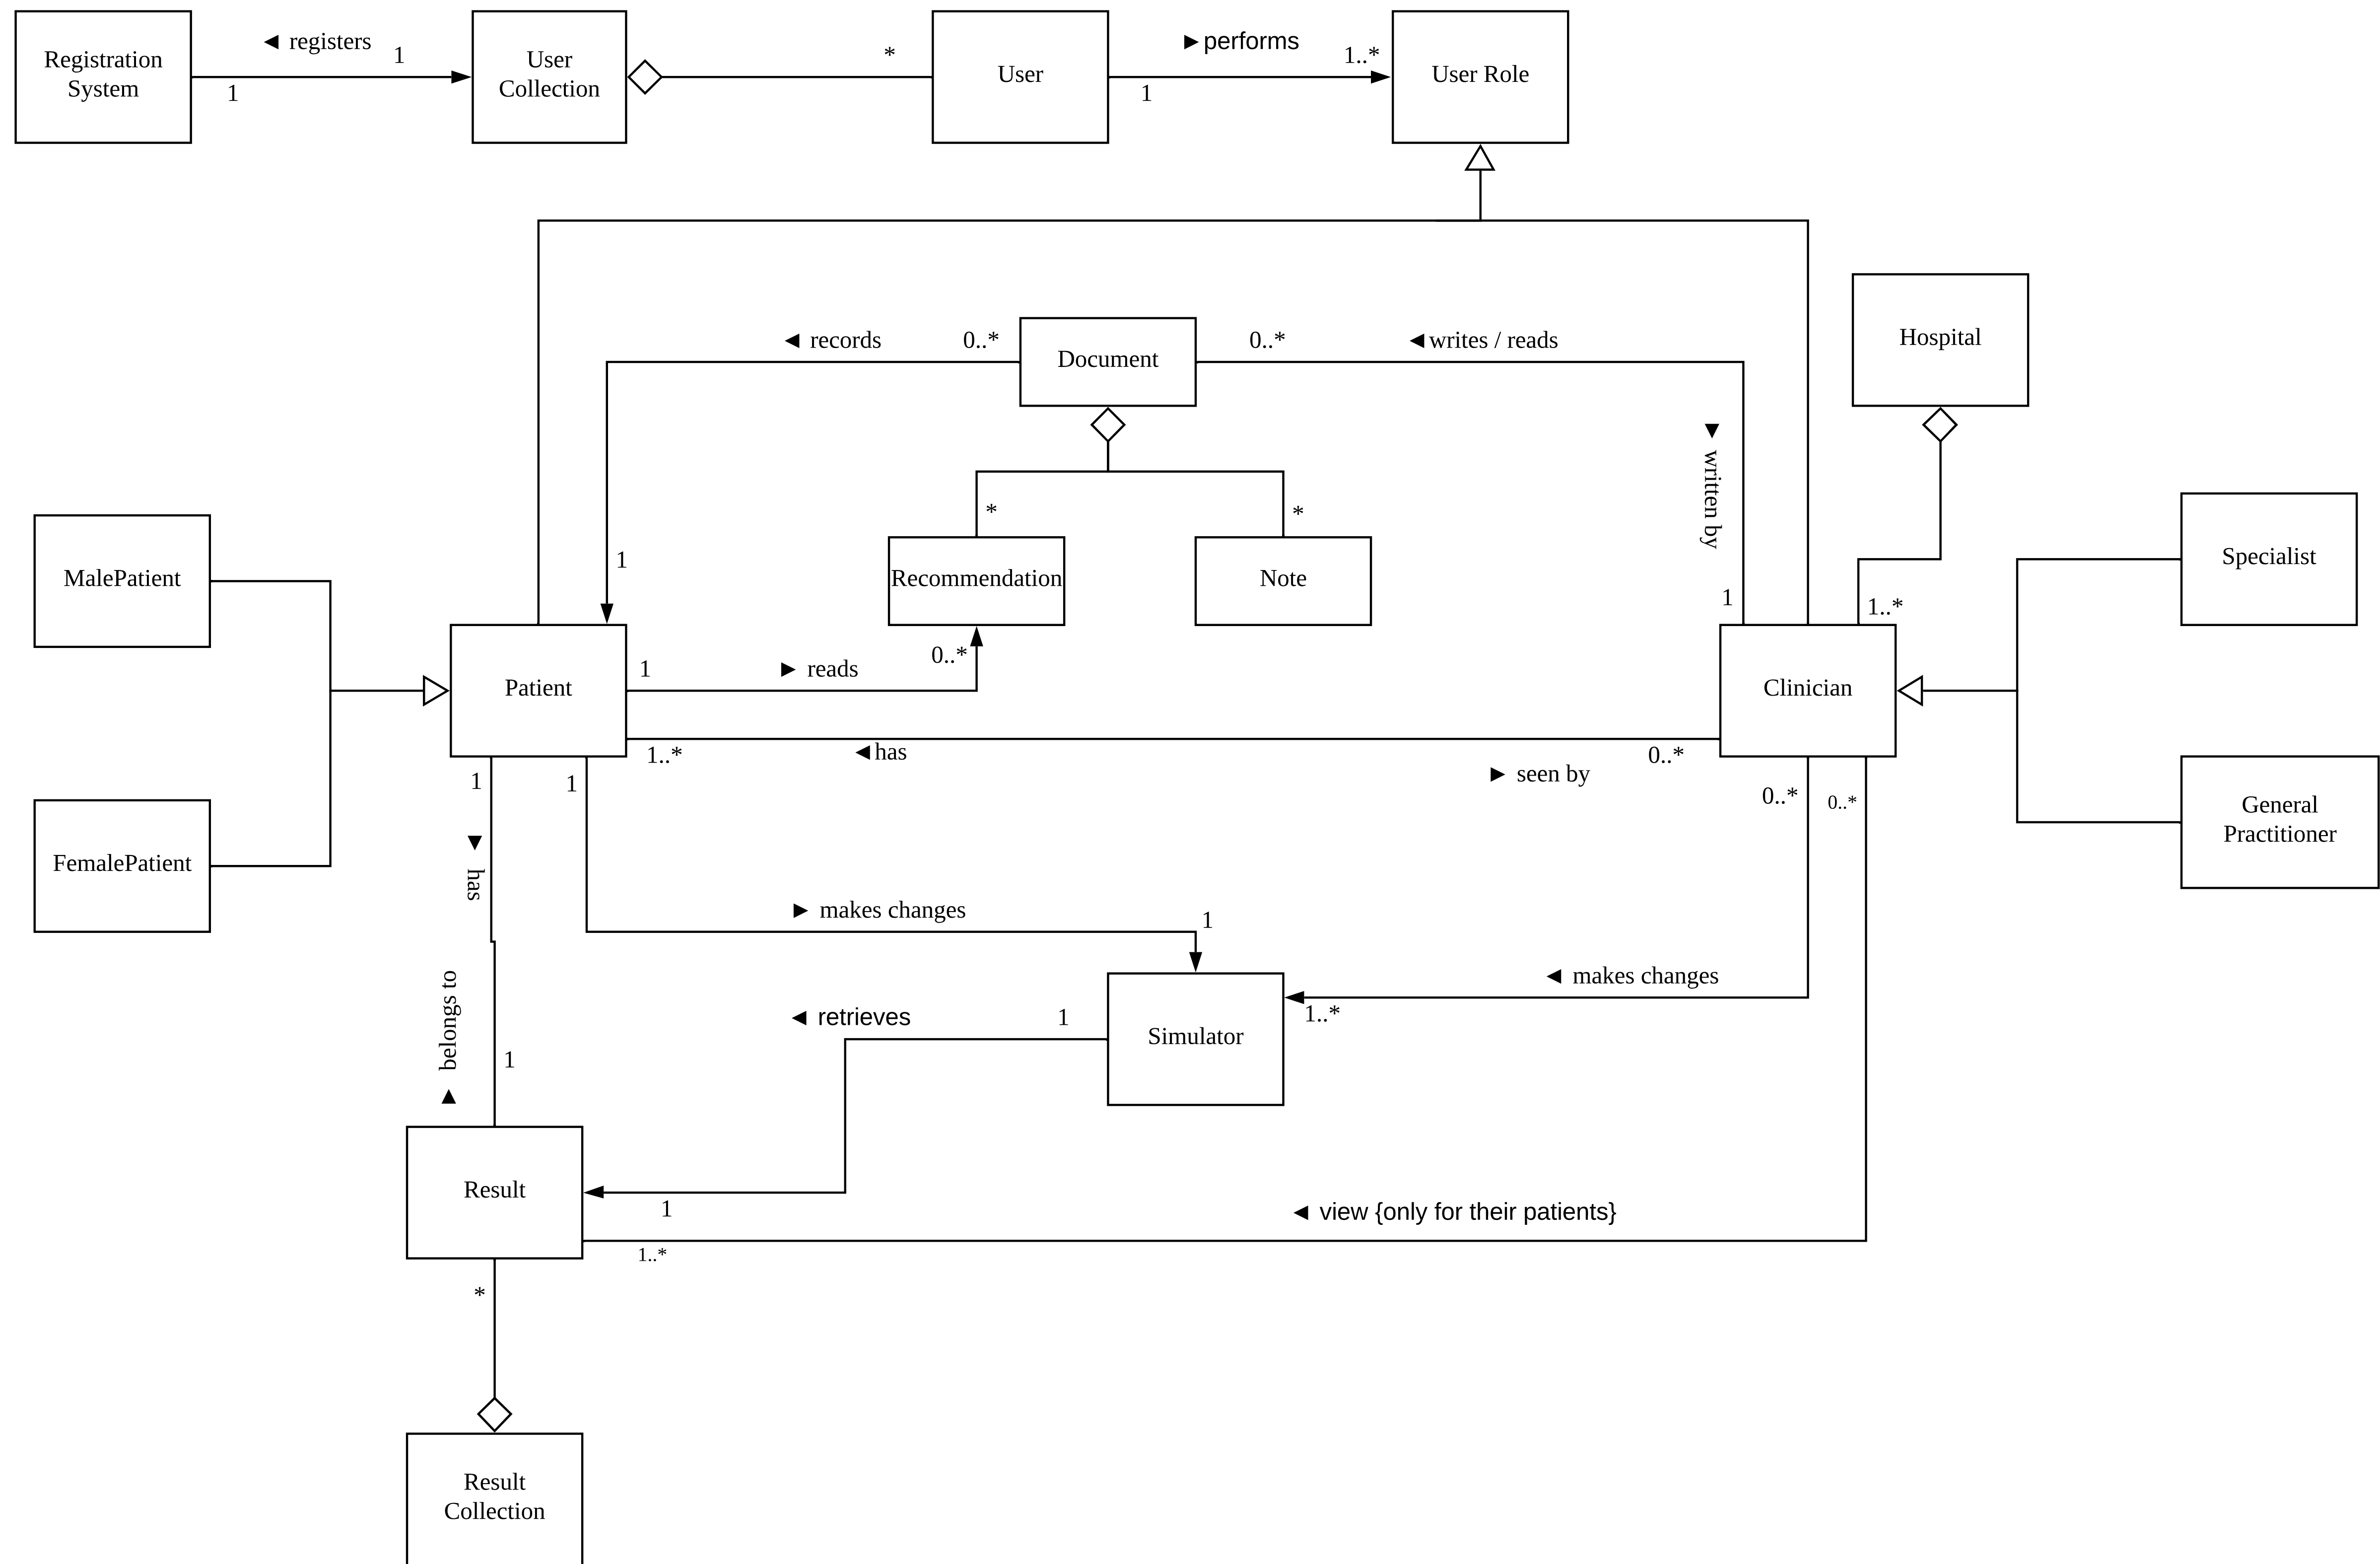 Registration
System
◄ registers
1
1
User
Collection
*
User
►performs
1..*
1
User Role
Hospital
◄ records
0..*
Document
0..*
◄writes / reads
► written by
*
*
MalePatient
1
Recommendation
Note
1
1..*
Specialist
Patient
1
► reads
0..*
Clinician
1..*
◄has
0..*
► seen by
1
1
0..*
0..*
General
Practitioner
► has
FemalePatient
► makes changes
1
◄ belongs to
◄ makes changes
1..*
◄ retrieves
1
Simulator
1
Result
1
◄ view {only for their patients}
1..*
*
Result
Collection